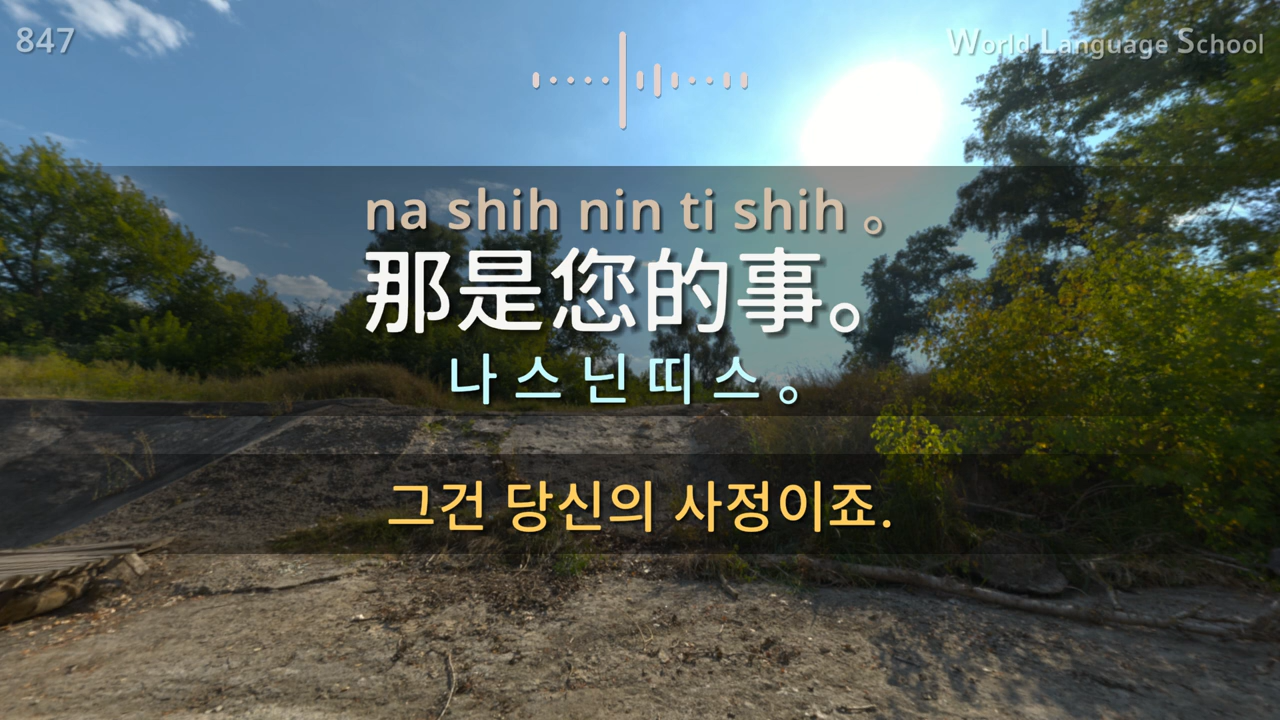 847
World Language School
na shih nin ti shih 。
那是您的事。
나 스 닌 띠 스 。
그건 당신의 사정이죠.